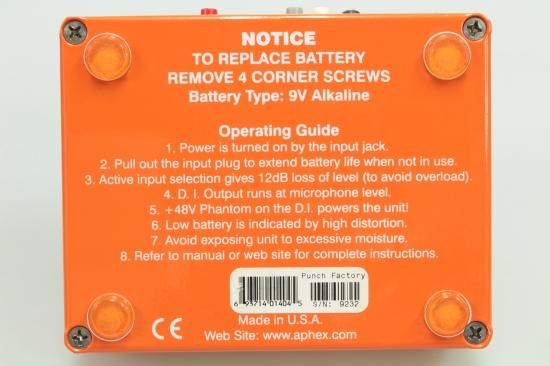 NOTICE
TO REPLACE BATTERY
REMOVE 4 CORNER SCREWS
Battery Type: 9V Alkaline
Operating Guide
1. Power is turned on by the input jack.
2. Pull out the input plug to extend battery life when not in use.
3. Active input selection gives 12dB loss of level (to avoid overload).
4. D. I. Output runs at microphone level.
5. +48V Phantom on the D.I. powers the unit!
6. Low battery is indicated by high distortion.
7. Avoid exposing unit to excessive moisture.
8. Refer to manual or web site for complete instructions.
Punch Factory
6 93714 01404 5 S/N: 9232
CE Made in U.S.A.
Web Site: www.aphex.com